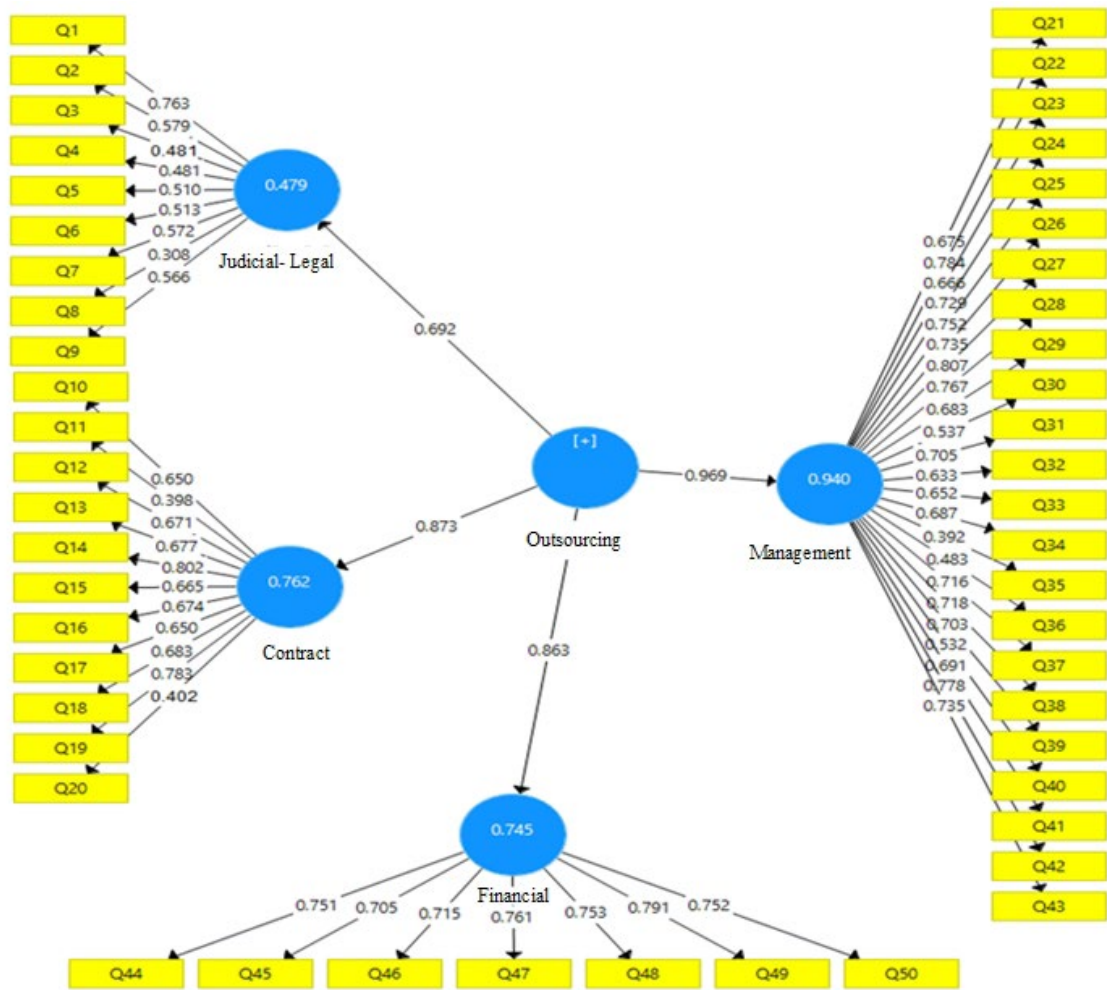 Q1
Q2
Q3
Q4
Q5
Q6
Q7
Q8
Q9
0.763
0.579
0.481
0.481
0.510
0.513
0.572
0.308
0.566
0.479
Judicial- Legal
0.692
Q10
Q11
Q12
Q13
Q14
Q15
Q16
Q17
Q18
Q19
Q20
0.650
0.398
0.671
0.677
0.802
0.665
0.674
0.650
0.683
0.783
0.402
0.762
Contract
0.873
[+]
Outsourcing
0.969
0.940
Management
0.675
0.784
0.666
0.729
0.752
0.735
0.807
0.767
0.683
0.537
0.705
0.633
0.652
0.687
0.392
0.483
0.716
0.718
0.703
0.532
0.691
0.778
0.735
Q21
Q22
Q23
Q24
Q25
Q26
Q27
Q28
Q29
Q30
Q31
Q32
Q33
Q34
Q35
Q36
Q37
Q38
Q39
Q40
Q41
Q42
Q43
0.863
0.745
Financial
0.751
0.705
0.715
0.761
0.753
0.791
0.752
Q44
Q45
Q46
Q47
Q48
Q49
Q50